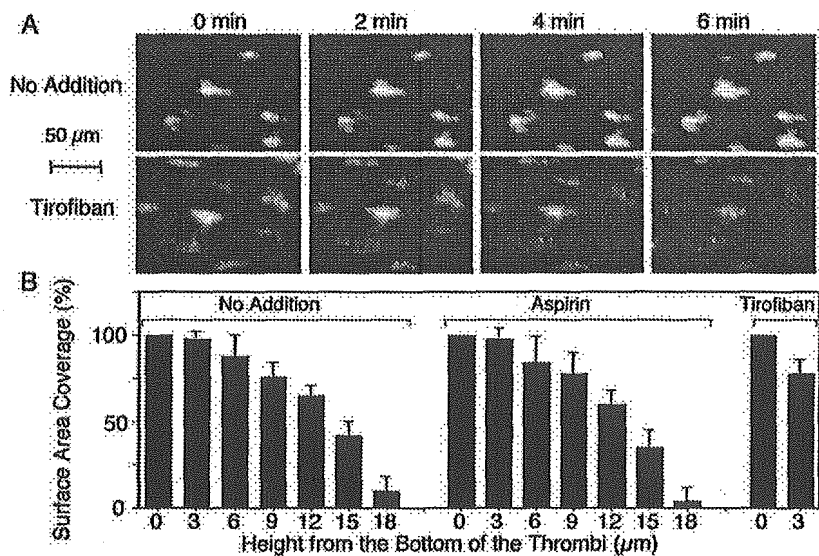 A
0 min 2 min 4 min 6 min
No Addition
50 µm
Tirofiban
B
No Addition Aspirin Tirofiban
Surface Area Coverage (%)
100
50
0
0 3 6 9 12 15 18 0 3 6 9 12 15 18 0 3
Height from the Bottom of the Thrombi (µm)